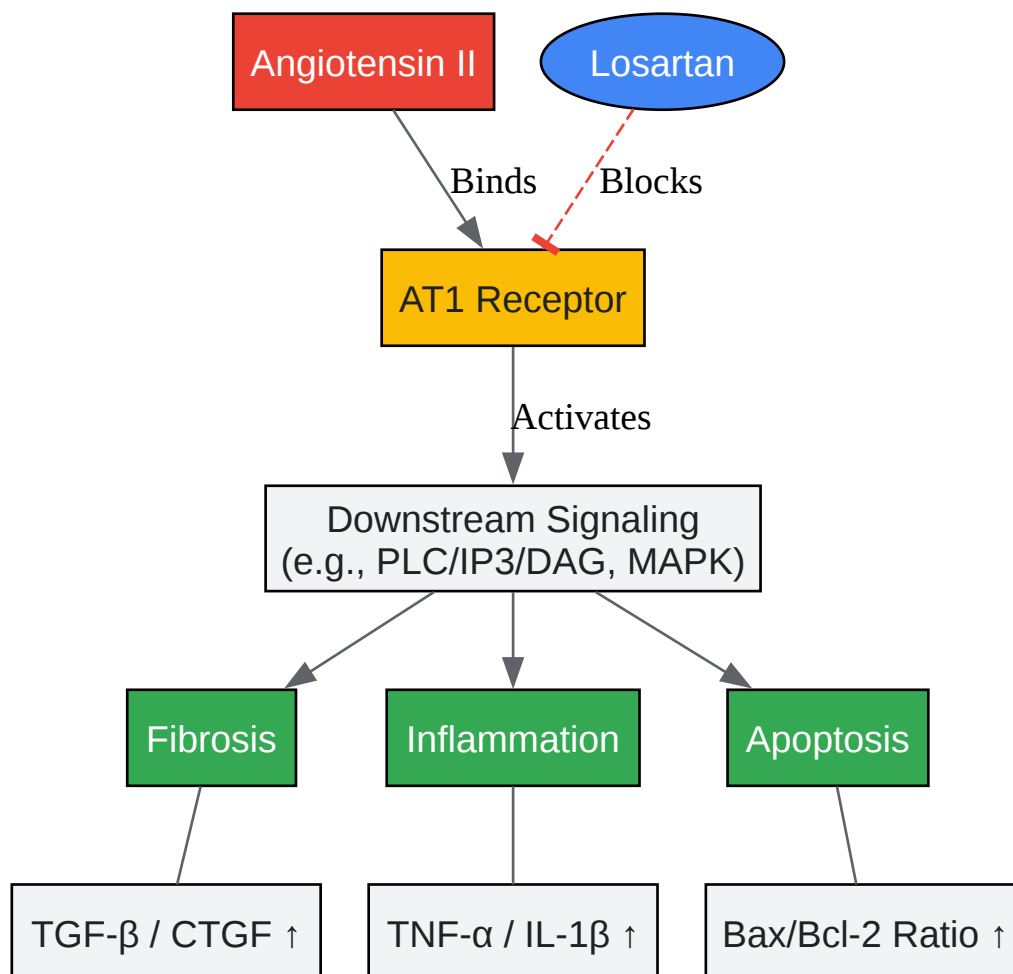 Angiotensin II
Losartan
Binds
Blocks
AT1 Receptor
Activates
Downstream Signaling
(e.g., PLC/IP3/DAG, MAPK)
Fibrosis
Inflammation
Apoptosis
TGF-β / CTGF ↑
TNF-α / IL-1β ↑
Bax/Bcl-2 Ratio ↑